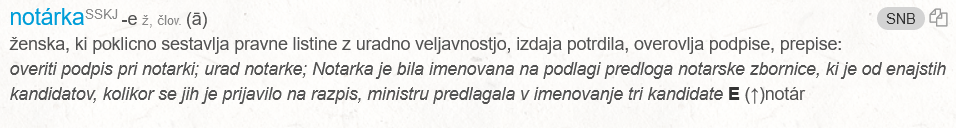 notárka SSKJ -e ž, člov. (ā) SNB
ženska, ki poklicno sestavlja pravne listine z uradno veljavnostjo, izdaja potrdila, overovlja podpise, prepise:
overiti podpis pri notarki; urad notarke; Notarka je bila imenovana na podlagi predloga notarske zbornice, ki je od enajstih
kandidatov, kolikor se jih je prijavilo na razpis, ministru predlagala v imenovanje tri kandidate E (↑)notár